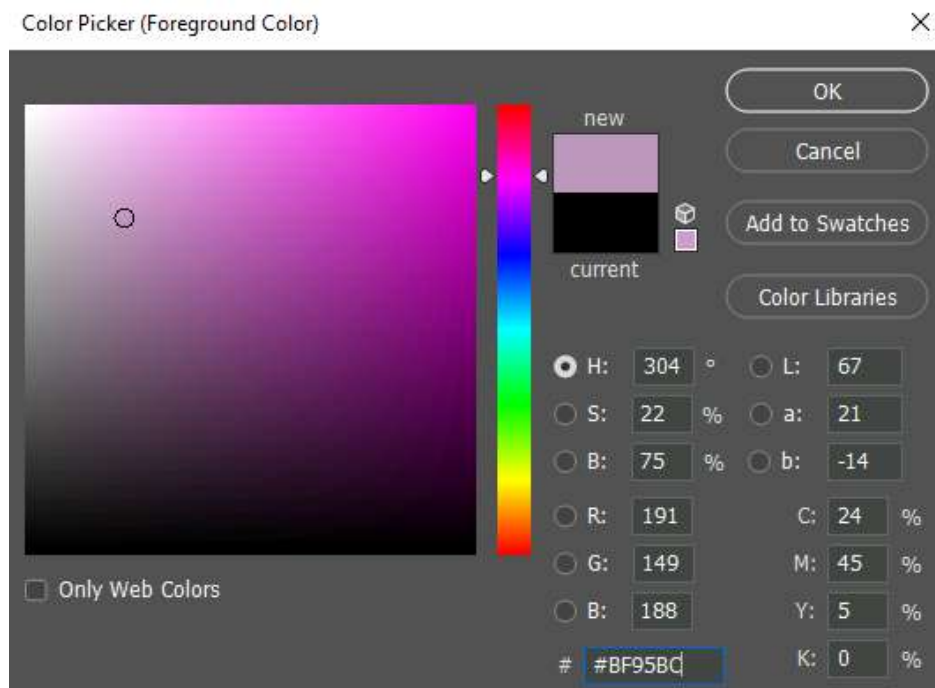 Color Picker (Foreground Color)
new
current
OK
Cancel
Add to Swatches
Color Libraries
H: 304 °
S: 22 %
B: 75 %
R: 191
G: 149
B: 188
# #BF95BC
L: 67
a: 21
b: -14
C: 24 %
M: 45 %
Y: 5 %
K: 0 %
Only Web Colors